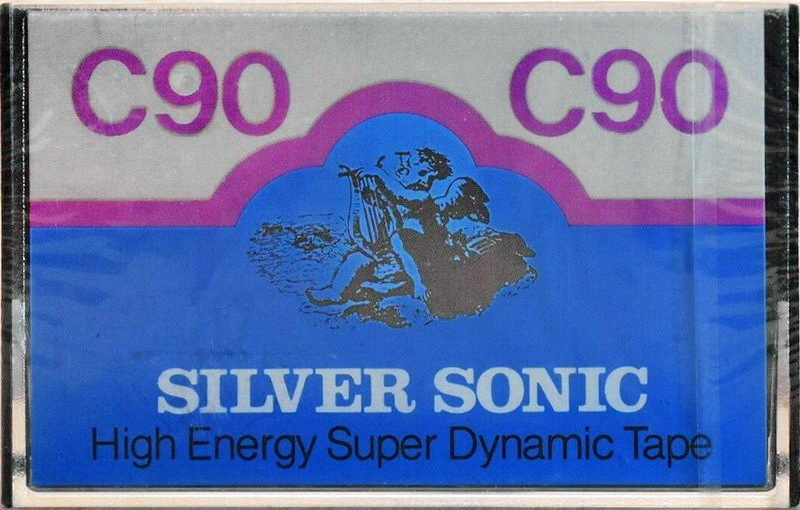 C90 C90
SILVER SONIC
High Energy Super Dynamic Tape